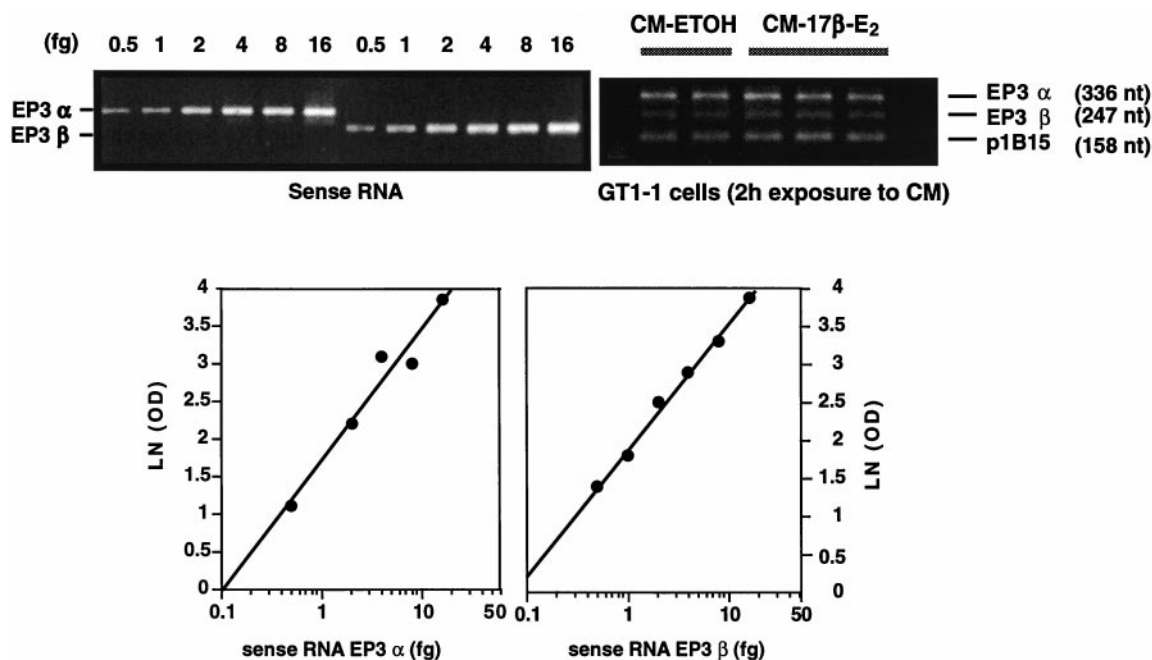 CM-ETOH CM-17β-E₂
(fg) 0.5 1 2 4 8 16 0.5 1 2 4 8 16
EP3 α
EP3 β
EP3 α (336 nt)
EP3 β (247 nt)
p1B15 (158 nt)
Sense RNA
GT1-1 cells (2h exposure to CM)
LN (OD)
4
3.5
3
2.5
2
1.5
1
0.5
0
0.1 1 10 50
sense RNA EP3 α (fg)
4
3.5
3
2.5
2
1.5
1
0.5
0
LN (OD)
0.1 1 10 50
sense RNA EP3 β (fg)